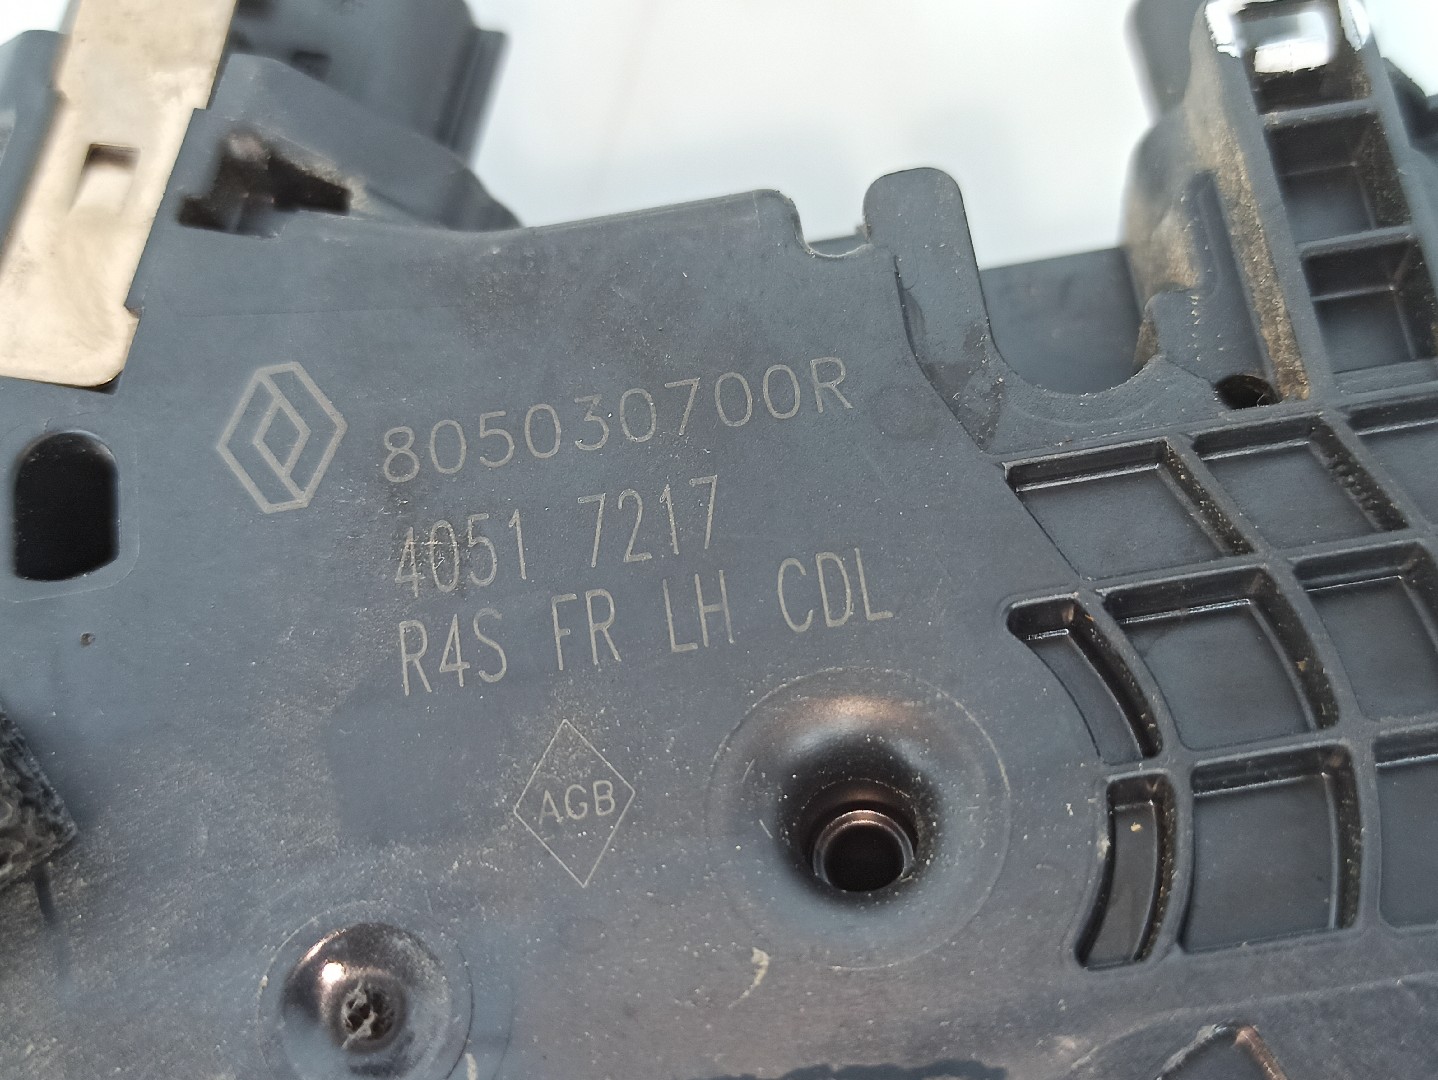 805030700R
4051 7217
R4S FR LH CDL
AGB